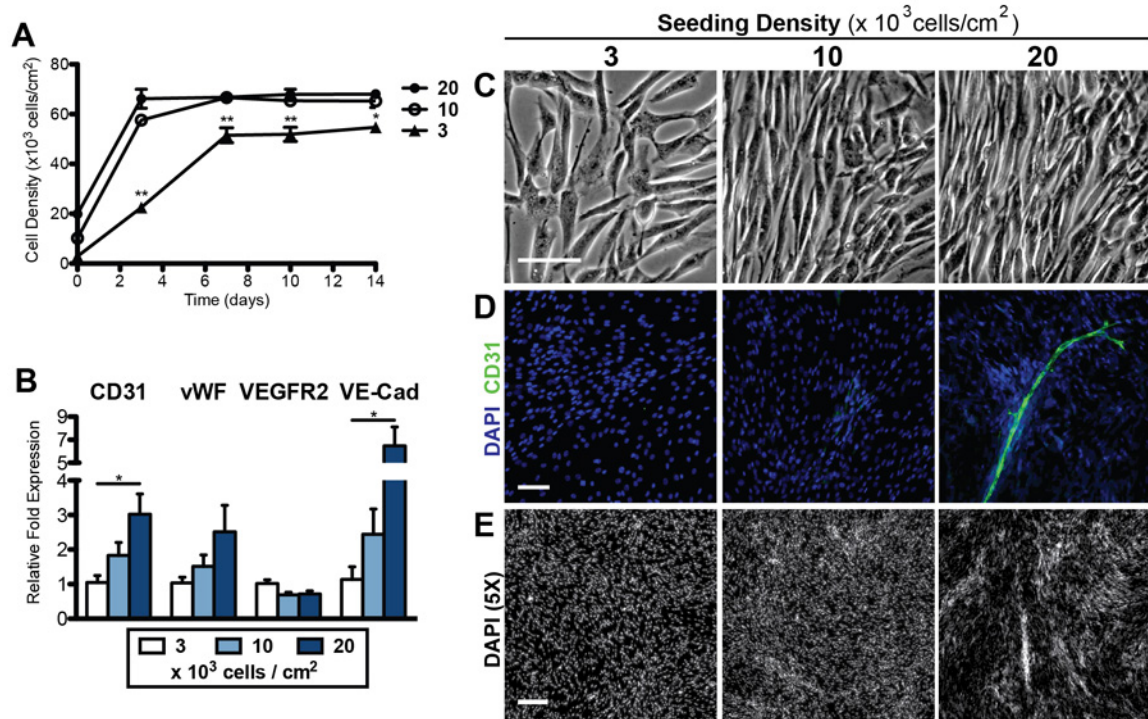 A
Cell Density (x10³ cells/cm²)
80
60
40
20
0
** ** ** *
0 2 4 6 8 10 12 14
Time (days)
20
10
3
B
CD31 vWF VEGFR2 VE-Cad
Relative Fold Expression
9
7
5
4
3
2
1
0
* *
3 10 20
x 10³ cells / cm²
Seeding Density (x 10³ cells/cm²)
3 10 20
C
D
DAPI CD31
E
DAPI (5X)